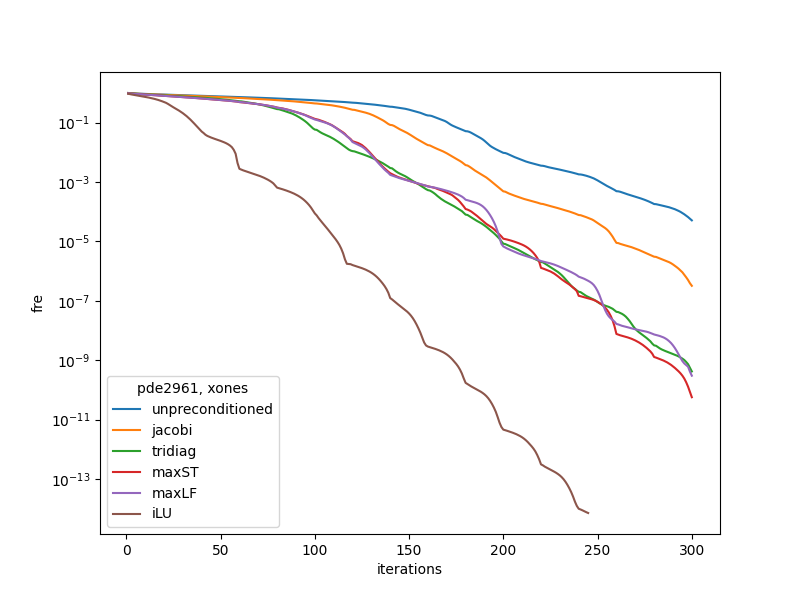 10⁻¹
10⁻³
10⁻⁵
10⁻⁷
10⁻⁹
10⁻¹¹
10⁻¹³
fre
pde2961, xones
unpreconditioned
jacobi
tridiag
maxST
maxLF
iLU
0 50 100 150 200 250 300
iterations